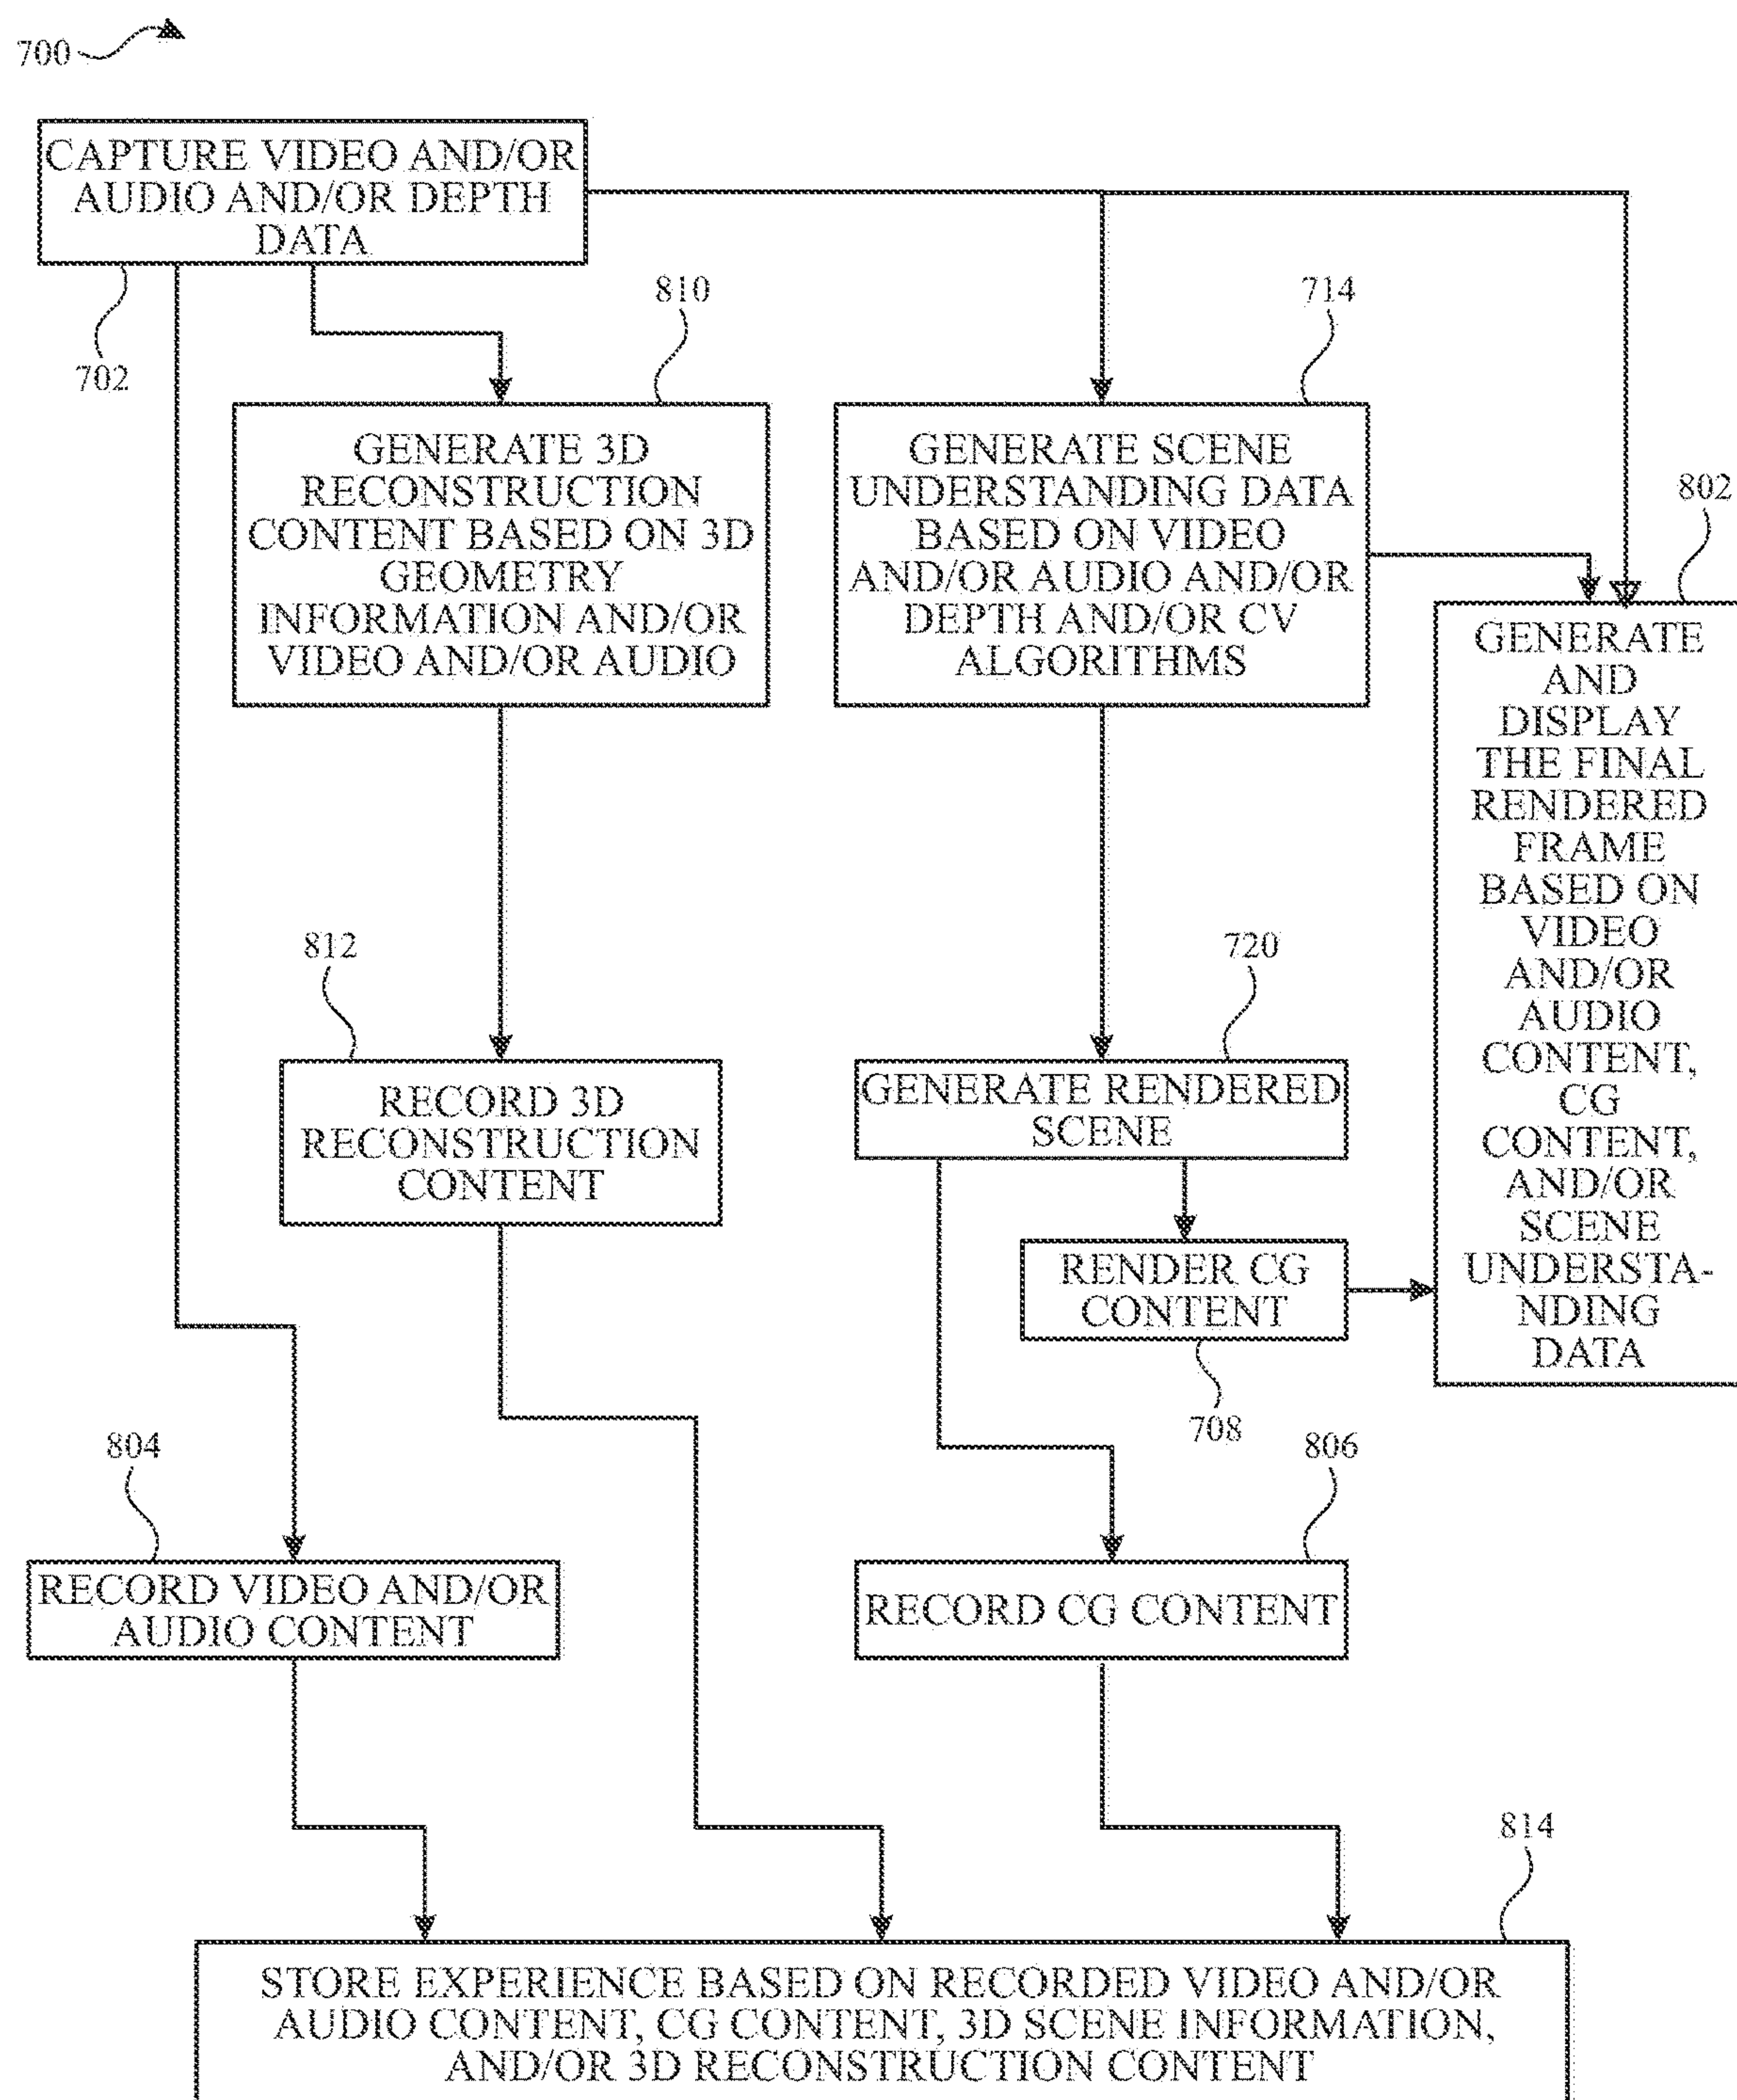 700
CAPTURE VIDEO AND/OR
AUDIO AND/OR DEPTH
DATA
702
810
GENERATE 3D
RECONSTRUCTION
CONTENT BASED ON 3D
GEOMETRY
INFORMATION AND/OR
VIDEO AND/OR AUDIO
714
GENERATE SCENE
UNDERSTANDING DATA
BASED ON VIDEO
AND/OR AUDIO AND/OR
DEPTH AND/OR CV
ALGORITHMS
802
GENERATE
AND
DISPLAY
THE FINAL
RENDERED
FRAME
BASED ON
VIDEO
AND/OR
AUDIO
CONTENT,
CG
CONTENT,
AND/OR
SCENE
UNDERSTA-
NDING
DATA
812
RECORD 3D
RECONSTRUCTION
CONTENT
720
GENERATE RENDERED
SCENE
RENDER CG
CONTENT
708
804
RECORD VIDEO AND/OR
AUDIO CONTENT
806
RECORD CG CONTENT
814
STORE EXPERIENCE BASED ON RECORDED VIDEO AND/OR
AUDIO CONTENT, CG CONTENT, 3D SCENE INFORMATION,
AND/OR 3D RECONSTRUCTION CONTENT